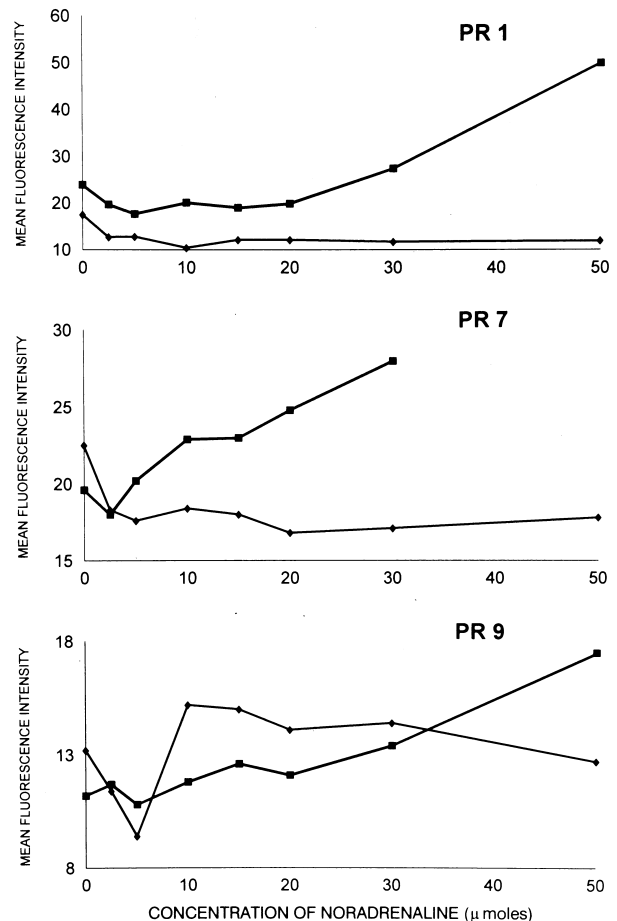 PR 1
MEAN FLUORESCENCE INTENSITY
60
50
40
30
20
10
0 10 20 30 40 50
PR 7
MEAN FLUORESCENCE INTENSITY
30
25
20
15
0 10 20 30 40 50
PR 9
MEAN FLUORESCENCE INTENSITY
18
13
8
0 10 20 30 40 50
CONCENTRATION OF NORADRENALINE (μ moles)